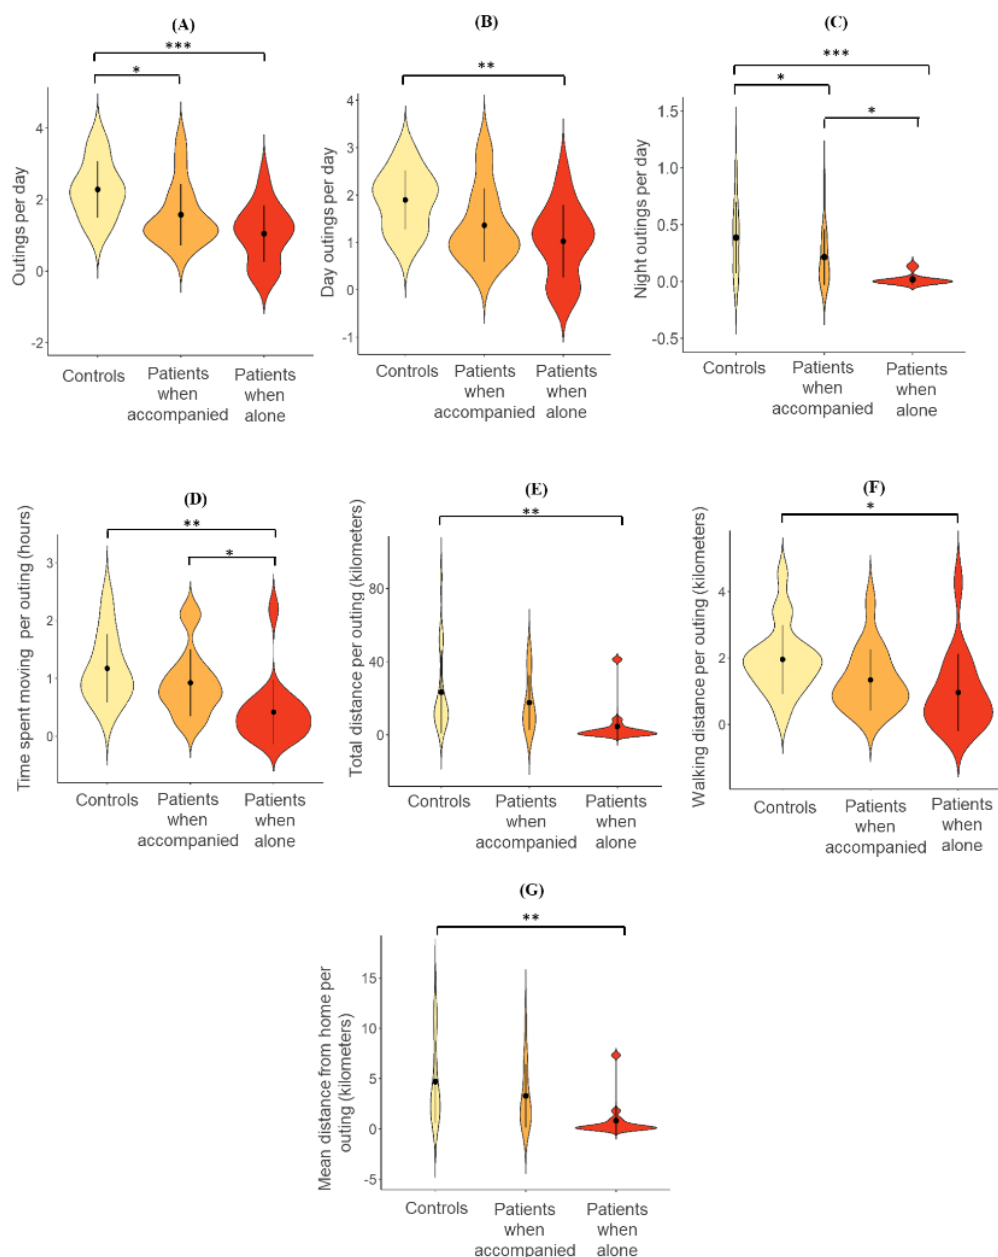 (A)
***
*
Outings per day
4
2
0
-2
Controls
Patients
when
accompanied
Patients
when
alone
(B)
**
Day outings per day
4
3
2
1
0
-1
Controls
Patients
when
accompanied
Patients
when
alone
(C)
***
*
*
Night outings per day
1.5
1.0
0.5
0.0
-0.5
Controls
Patients
when
accompanied
Patients
when
alone
(D)
**
*
Time spent moving per outing (hours)
3
2
1
0
Controls
Patients
when
accompanied
Patients
when
alone
(E)
**
Total distance per outing (kilometers)
80
40
0
Controls
Patients
when
accompanied
Patients
when
alone
(F)
*
Walking distance per outing (kilometers)
4
2
0
Controls
Patients
when
accompanied
Patients
when
alone
(G)
**
Mean distance from home per
outing (kilometers)
15
10
5
0
-5
Controls
Patients
when
accompanied
Patients
when
alone